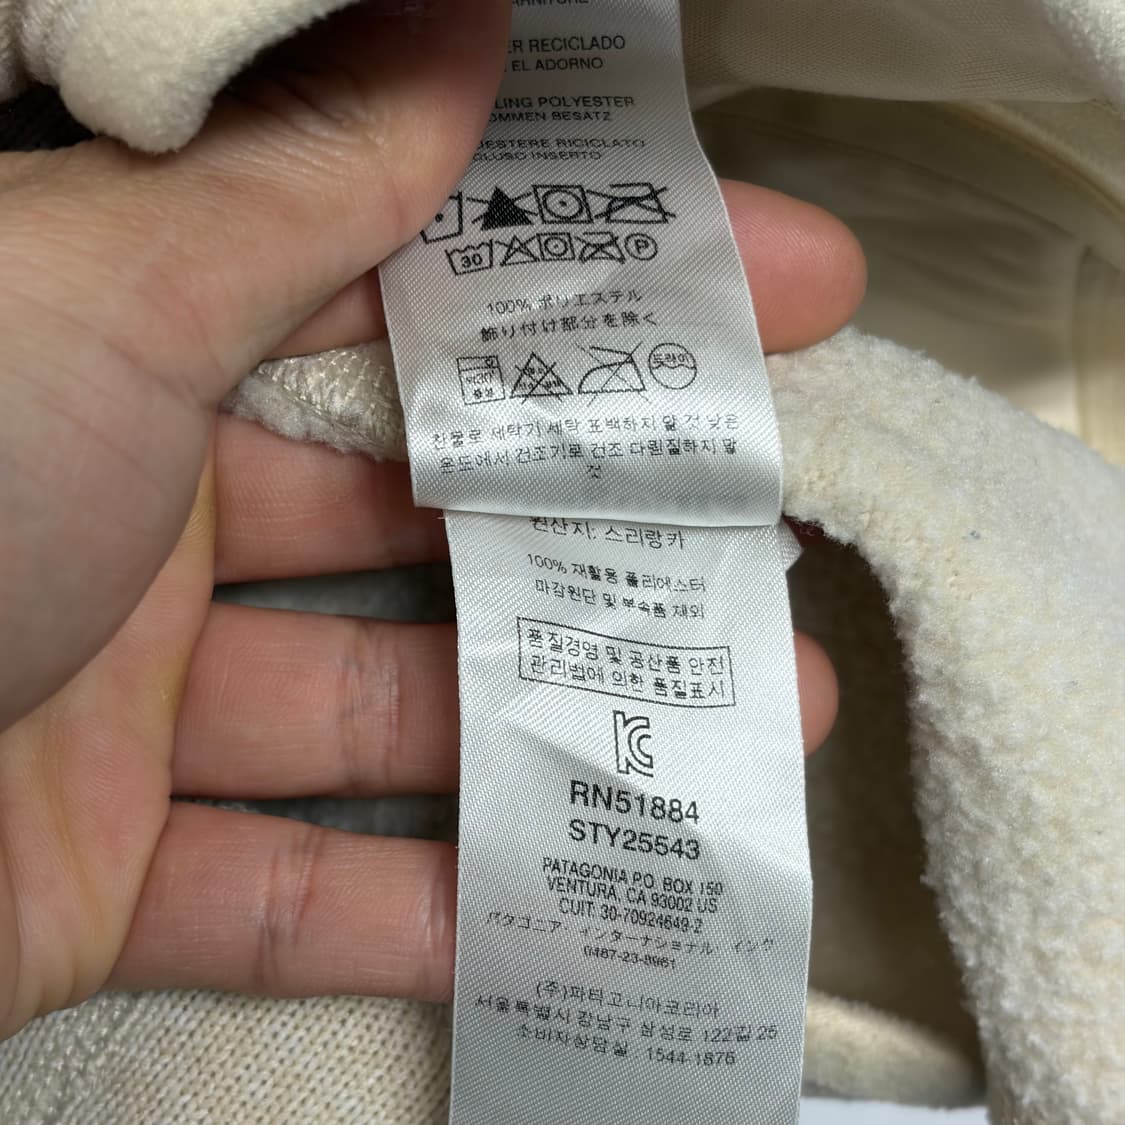 RECICLADO
EL ADORNO
POLYESTER
BESATZ
RICICLATO
INSERTO
30
P
100% ポリエステル
飾り付け部分を除く
드라이
찬물로 세탁기 세탁 표백하지 말 것 낮은
온도에서 건조기로 건조 다림질하지 말
것
원산지: 스리랑카
100% 재활용 폴리에스터
마감원단 및 부속품 제외
품질경영 및 공산품 안전
관리법에 의한 품질표시
RN51884
STY25543
PATAGONIA P.O. BOX 150
VENTURA, CA 93002 US
CUIT: 30-70924649-2
パタゴニア・インターナショナル・インク
0467-23-8961
(주)파타고니아코리아
서울특별시 강남구 삼성로 122길 25
소비자상담실 : 1544-1876